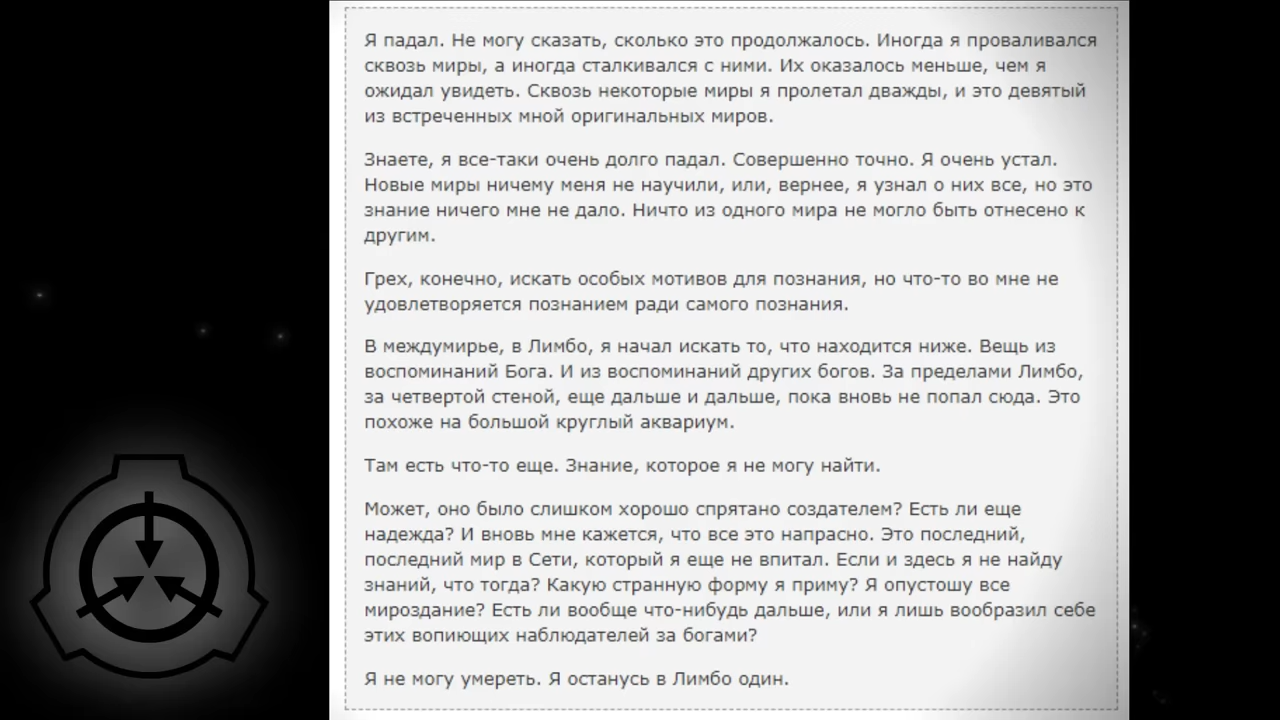 Я падал. Не могу сказать, сколько это продолжалось. Иногда я проваливался
сквозь миры, а иногда сталкивался с ними. Их оказалось меньше, чем я
ожидал увидеть. Сквозь некоторые миры я пролетал дважды, и это девятый
из встреченных мной оригинальных миров.
Знаете, я все-таки очень долго падал. Совершенно точно. Я очень устал.
Новые миры ничему меня не научили, или, вернее, я узнал о них все, но это
знание ничего мне не дало. Ничто из одного мира не могло быть отнесено к
другим.
Грех, конечно, искать особых мотивов для познания, но что-то во мне не
удовлетворяется познанием ради самого познания.
В междумирье, в Лимбо, я начал искать то, что находится ниже. Вещь из
воспоминаний Бога. И из воспоминаний других богов. За пределами Лимбо,
за четвертой стеной, еще дальше и дальше, пока вновь не попал сюда. Это
похоже на большой круглый аквариум.
Там есть что-то еще. Знание, которое я не могу найти.
Может, оно было слишком хорошо спрятано создателем? Есть ли еще
надежда? И вновь мне кажется, что все это напрасно. Это последний,
последний мир в Сети, который я еще не впитал. Если и здесь я не найду
знаний, что тогда? Какую странную форму я приму? Я опустошу все
мироздание? Есть ли вообще что-нибудь дальше, или я лишь вообразил себе
этих вопиющих наблюдателей за богами?
Я не могу умереть. Я останусь в Лимбо один.